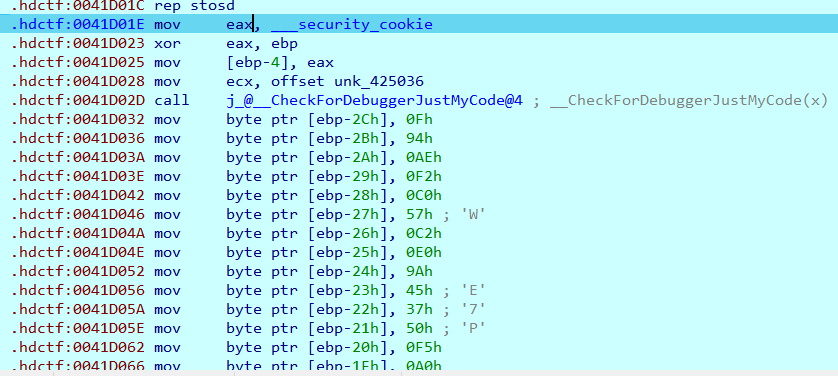 .hdctf:0041D01C rep stosd
.hdctf:0041D01E mov eax, ___security_cookie
.hdctf:0041D023 xor eax, ebp
.hdctf:0041D025 mov [ebp-4], eax
.hdctf:0041D028 mov ecx, offset unk_425036
.hdctf:0041D02D call j_@__CheckForDebuggerJustMyCode@4 ; __CheckForDebuggerJustMyCode(x)
.hdctf:0041D032 mov byte ptr [ebp-2Ch], 0Fh
.hdctf:0041D036 mov byte ptr [ebp-2Bh], 94h
.hdctf:0041D03A mov byte ptr [ebp-2Ah], 0AEh
.hdctf:0041D03E mov byte ptr [ebp-29h], 0F2h
.hdctf:0041D042 mov byte ptr [ebp-28h], 0C0h
.hdctf:0041D046 mov byte ptr [ebp-27h], 57h ; 'W'
.hdctf:0041D04A mov byte ptr [ebp-26h], 0C2h
.hdctf:0041D04E mov byte ptr [ebp-25h], 0E0h
.hdctf:0041D052 mov byte ptr [ebp-24h], 9Ah
.hdctf:0041D056 mov byte ptr [ebp-23h], 45h ; 'E'
.hdctf:0041D05A mov byte ptr [ebp-22h], 37h ; '7'
.hdctf:0041D05E mov byte ptr [ebp-21h], 50h ; 'P'
.hdctf:0041D062 mov byte ptr [ebp-20h], 0F5h
.hdctf:0041D066 mov byte ptr [ebp-1Fh], 0A0h